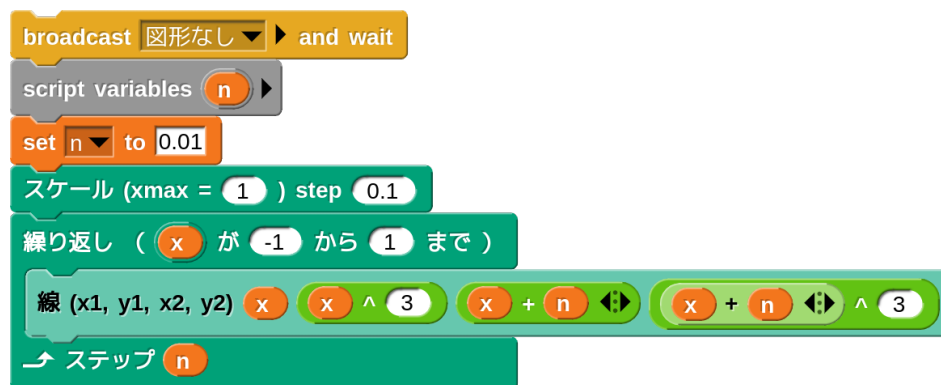 broadcast 図形なし and wait
script variables n
set n to 0.01
スケール (xmax = 1 ) step 0.1
繰り返し ( x が -1 から 1 まで )
線 (x1, y1, x2, y2) x x ^ 3 x + n x + n ^ 3
ステップ n